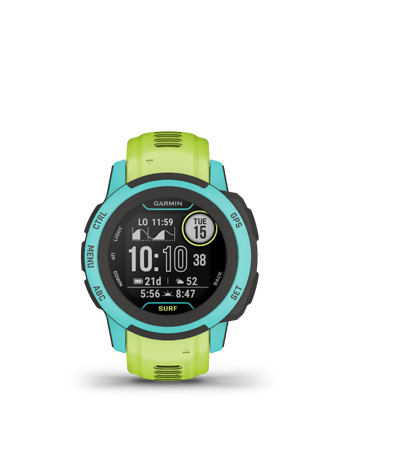 GARMIN
CTRL
GPS
LIGHT
LO 11:59
TUE
15
MENU
UP
10:10 38
DOWN
BACK
21d 52
5:56 8:47
ABC
SET
SURF